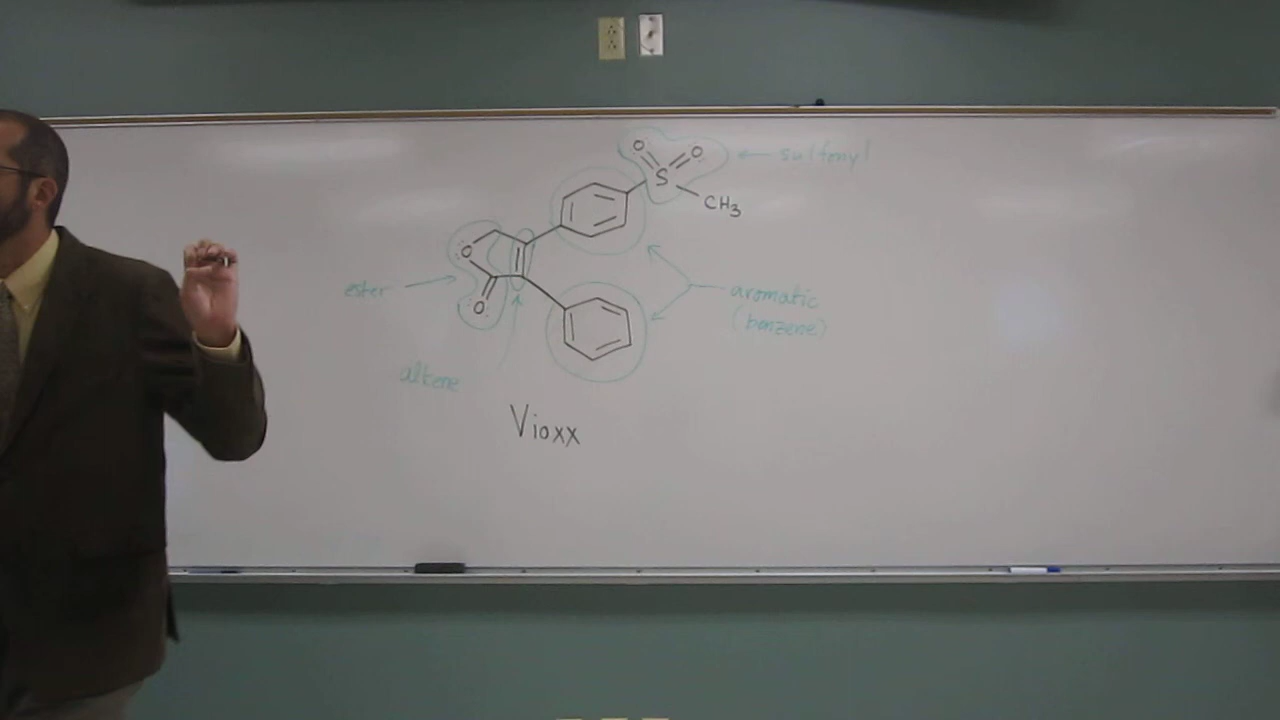 O
O
S
sulfonyl
CH3
O
O
ester
aromatic
(benzene)
alkene
Vioxx